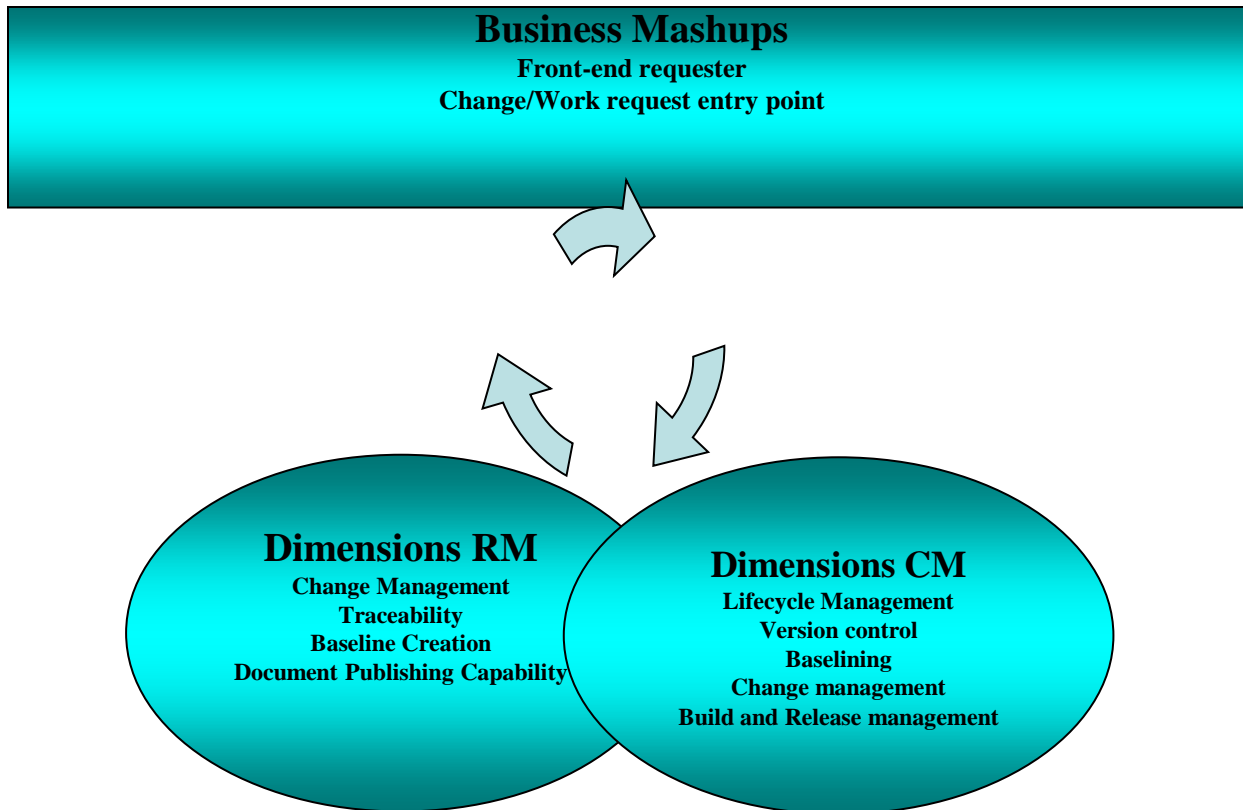 Business Mashups
Front-end requester
Change/Work request entry point
Dimensions RM
Change Management
Traceability
Baseline Creation
Document Publishing Capability
Dimensions CM
Lifecycle Management
Version control
Baselining
Change management
Build and Release management